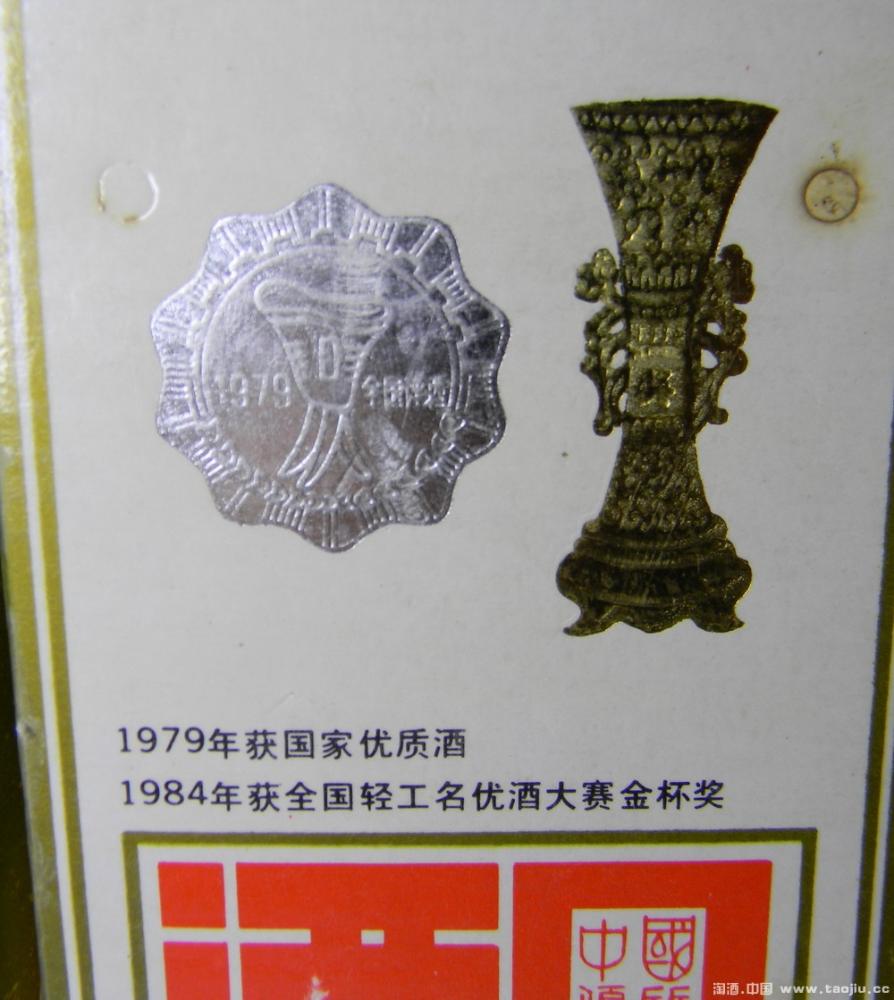 1979
全国优酒
1979年获国家优质酒
1984年获全国轻工名优酒大赛金杯奖
中國
淘酒.中国 www.taojiu.cc